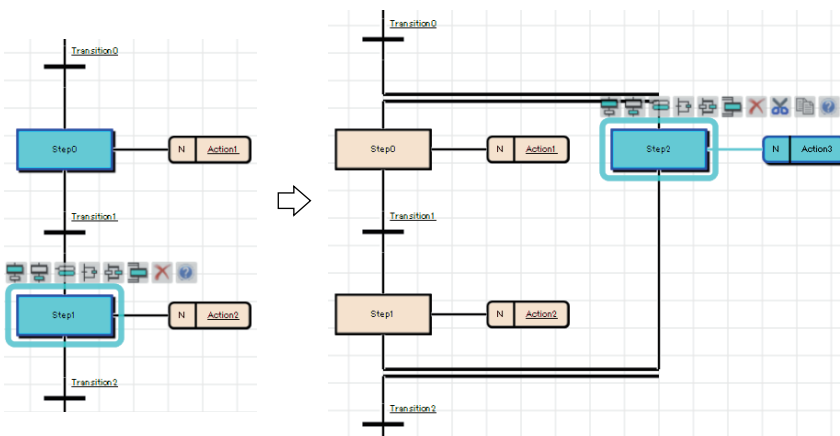 Transition0
Step0
N
Action1
Transition1
Step1
N
Action2
Transition2
Transition0
Step0
N
Action1
Step2
N
Action3
Transition1
Step1
N
Action2
Transition2